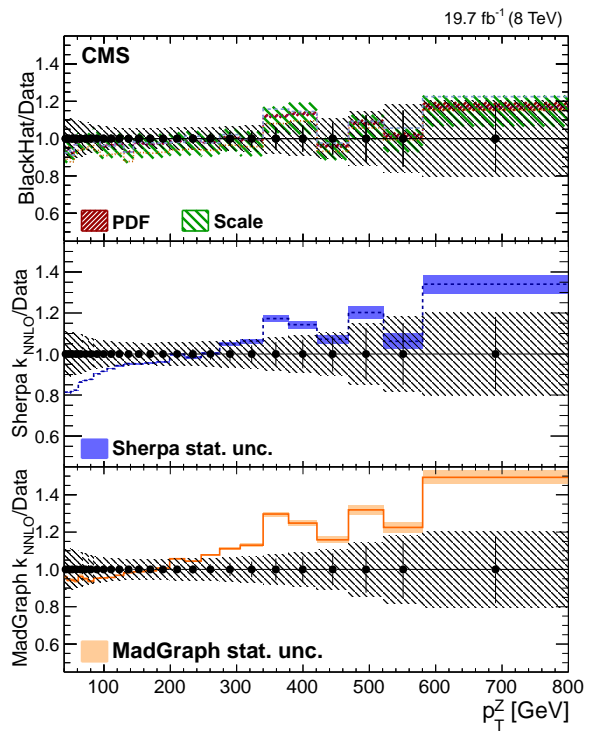 19.7 fb⁻¹ (8 TeV)
CMS
BlackHat/Data
1.4
1.2
1.0
0.8
0.6
PDF
Scale
Sherpa k_NNLO/Data
1.4
1.2
1.0
0.8
0.6
Sherpa stat. unc.
MadGraph k_NNLO/Data
1.4
1.2
1.0
0.8
0.6
MadGraph stat. unc.
100 200 300 400 500 600 700 800
p_T^Z [GeV]